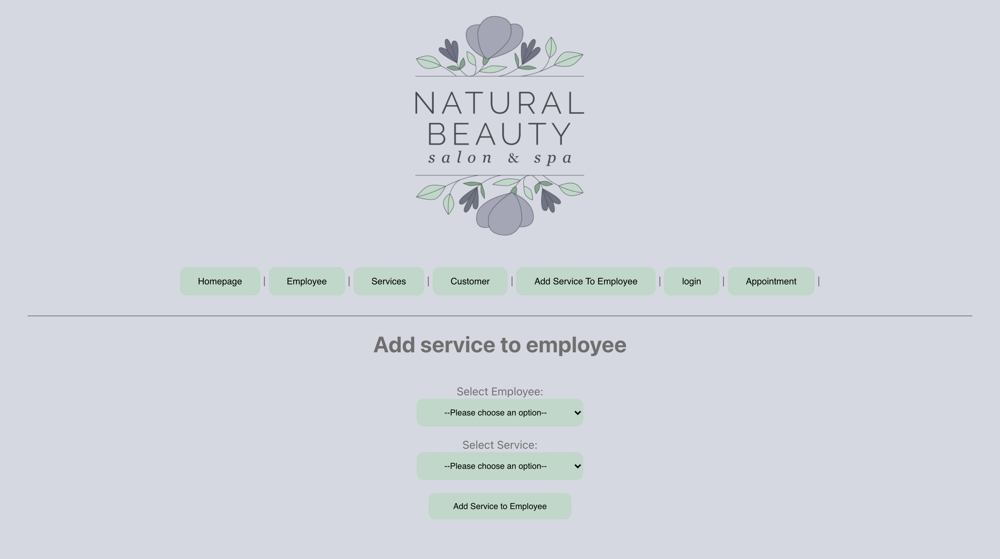 NATURAL
BEAUTY
salon & spa
Homepage | Employee | Services | Customer | Add Service To Employee | login | Appointment |
Add service to employee
Select Employee:
--Please choose an option--
Select Service:
--Please choose an option--
Add Service to Employee